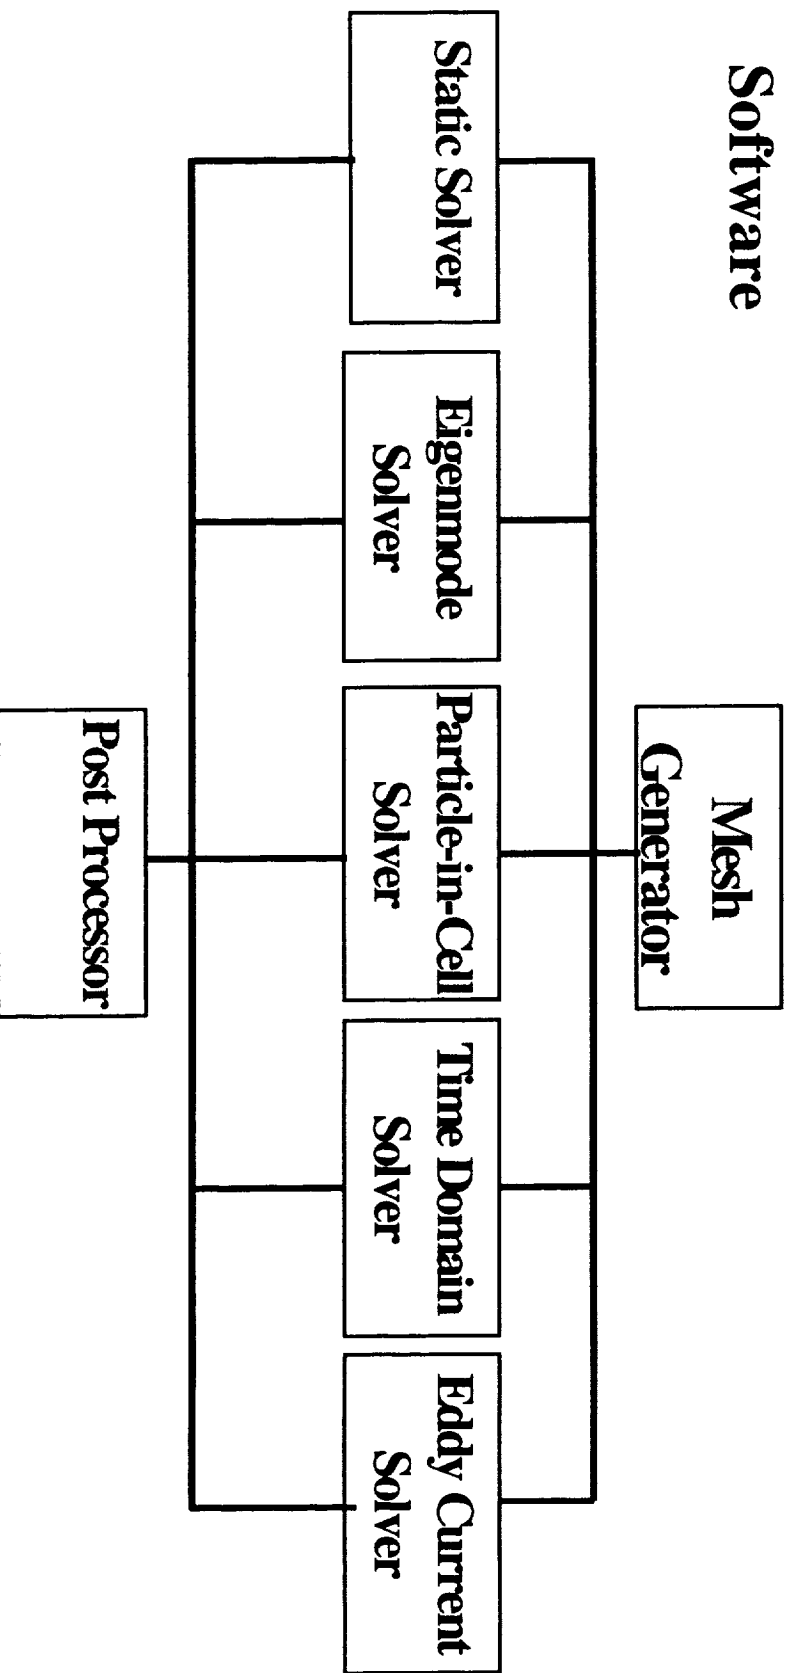 Software
Mesh
Generator
Static Solver
Eigenmode
Solver
Particle-in-Cell
Solver
Time Domain
Solver
Eddy Current
Solver
Post Processor